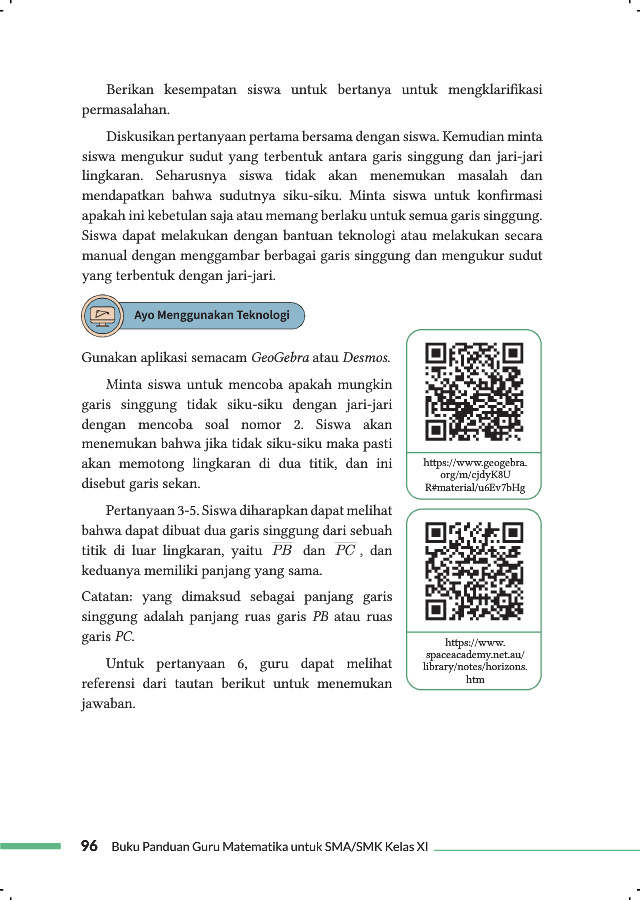 Berikan kesempatan siswa untuk bertanya untuk mengklarifikasi
permasalahan.
Diskusikan pertanyaan pertama bersama dengan siswa. Kemudian minta
siswa mengukur sudut yang terbentuk antara garis singgung dan jari-jari
lingkaran. Seharusnya siswa tidak akan menemukan masalah dan
mendapatkan bahwa sudutnya siku-siku. Minta siswa untuk konfirmasi
apakah ini kebetulan saja atau memang berlaku untuk semua garis singgung.
Siswa dapat melakukan dengan bantuan teknologi atau melakukan secara
manual dengan menggambar berbagai garis singgung dan mengukur sudut
yang terbentuk dengan jari-jari.
Ayo Menggunakan Teknologi
Gunakan aplikasi semacam GeoGebra atau Desmos.
Minta siswa untuk mencoba apakah mungkin
garis singgung tidak siku-siku dengan jari-jari
dengan mencoba soal nomor 2. Siswa akan
menemukan bahwa jika tidak siku-siku maka pasti
akan memotong lingkaran di dua titik, dan ini
disebut garis sekan.
Pertanyaan 3-5. Siswa diharapkan dapat melihat
bahwa dapat dibuat dua garis singgung dari sebuah
titik di luar lingkaran, yaitu PB dan PC , dan
keduanya memiliki panjang yang sama.
Catatan: yang dimaksud sebagai panjang garis
singgung adalah panjang ruas garis PB atau ruas
garis PC.
Untuk pertanyaan 6, guru dapat melihat
referensi dari tautan berikut untuk menemukan
jawaban.
https://www.geogebra.
org/m/cjdyK8U
R#material/u6Ev7bHg
https://www.
spaceacademy.net.au/
library/notes/horizons.
htm
96 Buku Panduan Guru Matematika untuk SMA/SMK Kelas XI